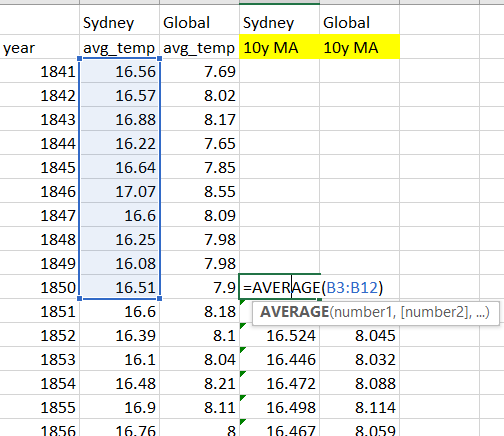 Sydney Global Sydney Global
year avg_temp avg_temp 10y MA 10y MA
1841 16.56 7.69
1842 16.57 8.02
1843 16.88 8.17
1844 16.22 7.65
1845 16.64 7.85
1846 17.07 8.55
1847 16.6 8.09
1848 16.25 7.98
1849 16.08 7.98
1850 16.51 7.9 =AVERAGE(B3:B12)
1851 16.6 8.18
AVERAGE(number1, [number2], ...)
1852 16.39 8.1 16.524 8.045
1853 16.1 8.04 16.446 8.032
1854 16.48 8.21 16.472 8.088
1855 16.9 8.11 16.498 8.114
1856 16.76 8 16.467 8.059